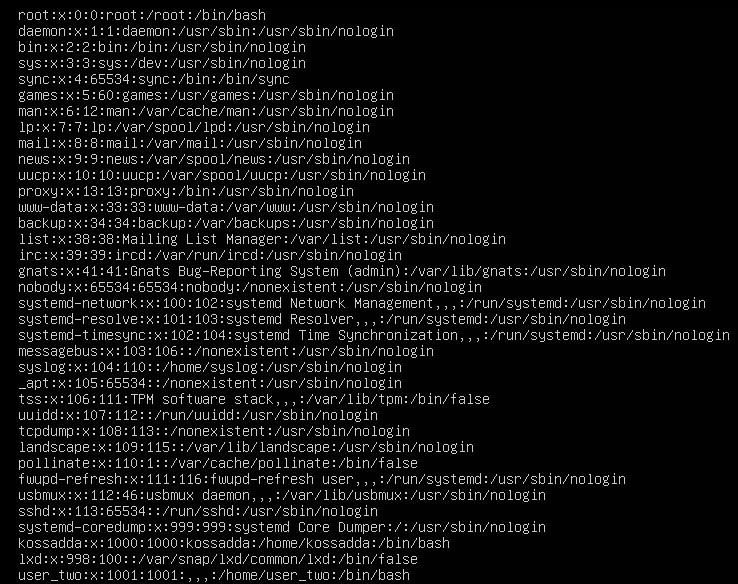 root:x:0:0:root:/root:/bin/bash
daemon:x:1:1:daemon:/usr/sbin:/usr/sbin/nologin
bin:x:2:2:bin:/bin:/usr/sbin/nologin
sys:x:3:3:sys:/dev:/usr/sbin/nologin
sync:x:4:65534:sync:/bin:/bin/sync
games:x:5:60:games:/usr/games:/usr/sbin/nologin
man:x:6:12:man:/var/cache/man:/usr/sbin/nologin
lp:x:7:7:lp:/var/spool/lpd:/usr/sbin/nologin
mail:x:8:8:mail:/var/mail:/usr/sbin/nologin
news:x:9:9:news:/var/spool/news:/usr/sbin/nologin
uucp:x:10:10:uucp:/var/spool/uucp:/usr/sbin/nologin
proxy:x:13:13:proxy:/bin:/usr/sbin/nologin
www-data:x:33:33:www-data:/var/www:/usr/sbin/nologin
backup:x:34:34:backup:/var/backups:/usr/sbin/nologin
list:x:38:38:Mailing List Manager:/var/list:/usr/sbin/nologin
irc:x:39:39:ircd:/var/run/ircd:/usr/sbin/nologin
gnats:x:41:41:Gnats Bug-Reporting System (admin):/var/lib/gnats:/usr/sbin/nologin
nobody:x:65534:65534:nobody:/nonexistent:/usr/sbin/nologin
systemd-network:x:100:102:systemd Network Management,,,:/run/systemd:/usr/sbin/nologin
systemd-resolve:x:101:103:systemd Resolver,,,:/run/systemd:/usr/sbin/nologin
systemd-timesync:x:102:104:systemd Time Synchronization,,,:/run/systemd:/usr/sbin/nologin
messagebus:x:103:106::/nonexistent:/usr/sbin/nologin
syslog:x:104:110::/home/syslog:/usr/sbin/nologin
_apt:x:105:65534::/nonexistent:/usr/sbin/nologin
tss:x:106:111:TPM software stack,,,:/var/lib/tpm:/bin/false
uuidd:x:107:112::/run/uuidd:/usr/sbin/nologin
tcpdump:x:108:113::/nonexistent:/usr/sbin/nologin
landscape:x:109:115::/var/lib/landscape:/usr/sbin/nologin
pollinate:x:110:1::/var/cache/pollinate:/bin/false
fwupd-refresh:x:111:116:fwupd-refresh user,,,:/run/systemd:/usr/sbin/nologin
usbmux:x:112:46:usbmux daemon,,,:/var/lib/usbmux:/usr/sbin/nologin
sshd:x:113:65534::/run/sshd:/usr/sbin/nologin
systemd-coredump:x:999:999:systemd Core Dumper:/:/usr/sbin/nologin
kossadda:x:1000:1000:kossadda:/home/kossadda:/bin/bash
lxd:x:998:100::/var/snap/lxd/common/lxd:/bin/false
user_two:x:1001:1001:,,,:/home/user_two:/bin/bash